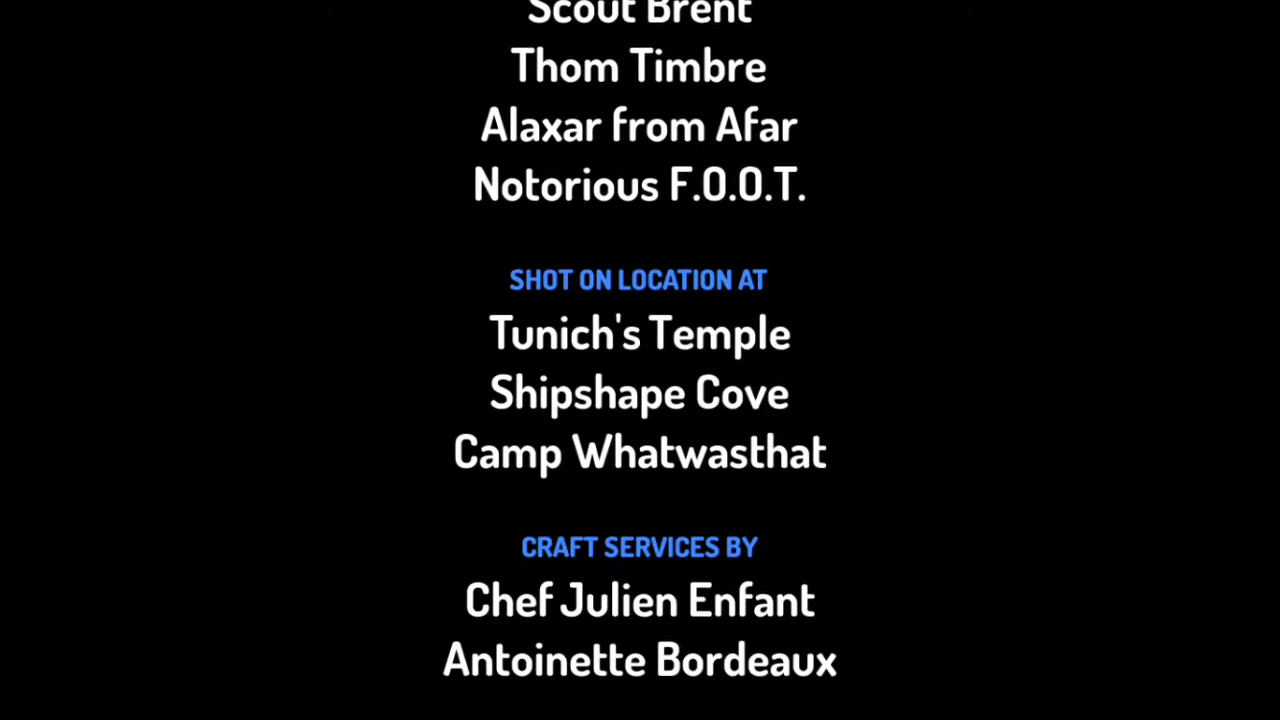 Scout Brent
Thom Timbre
Alaxar from Afar
Notorious F.O.O.T.
SHOT ON LOCATION AT
Tunich's Temple
Shipshape Cove
Camp Whatwasthat
CRAFT SERVICES BY
Chef Julien Enfant
Antoinette Bordeaux